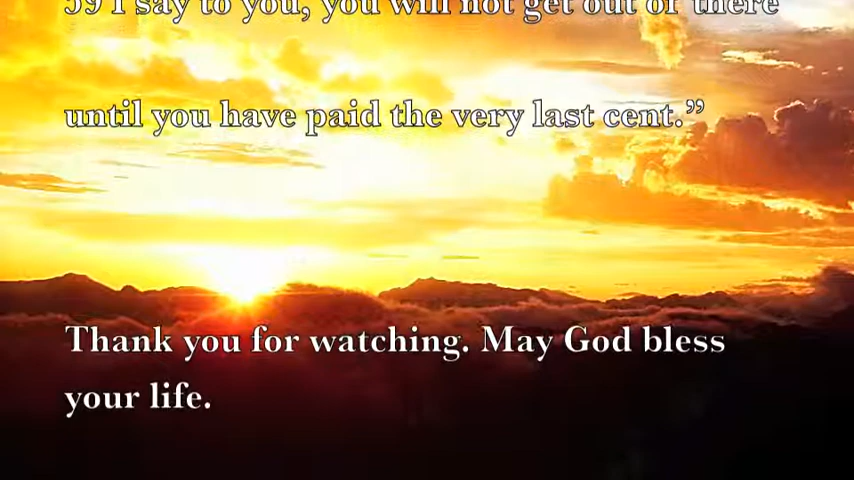 59 I say to you, you will not get out of there
until you have paid the very last cent.”
Thank you for watching. May God bless
your life.